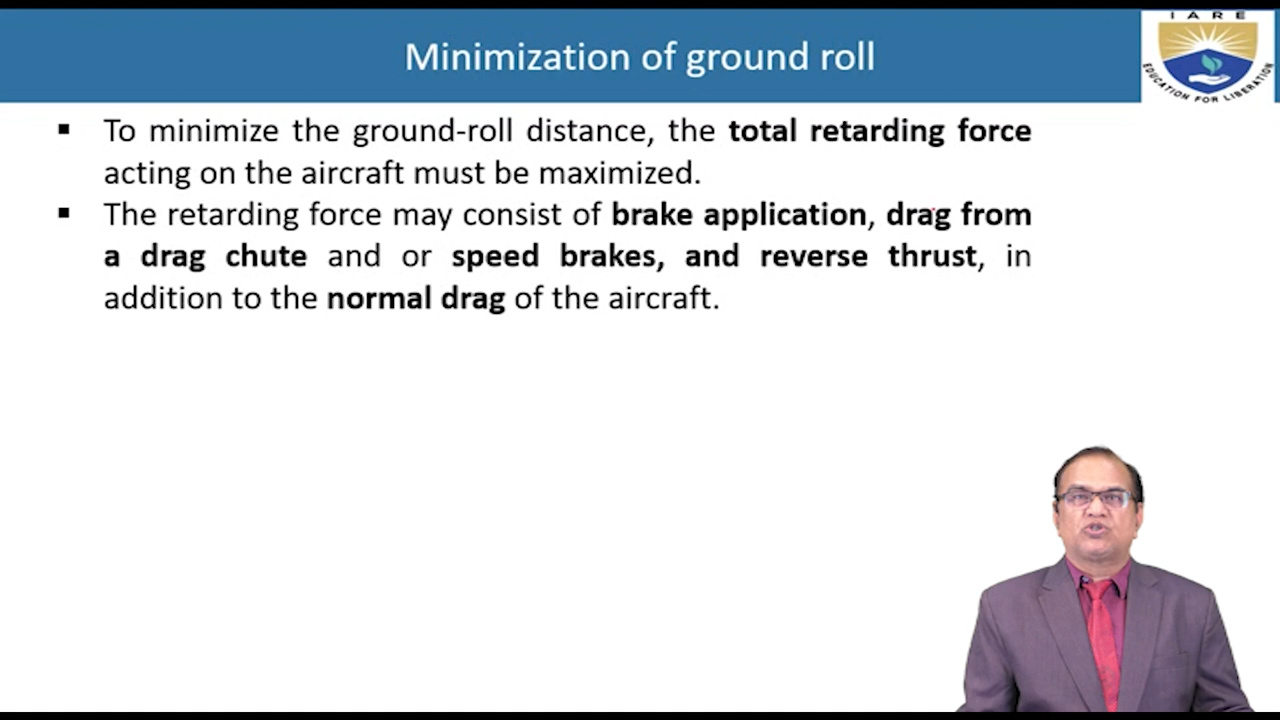 Minimization of ground roll
IARE
EDUCATION FOR LIBERATION
▪ To minimize the ground-roll distance, the total retarding force
acting on the aircraft must be maximized.
▪ The retarding force may consist of brake application, drag from
a drag chute and or speed brakes, and reverse thrust, in
addition to the normal drag of the aircraft.